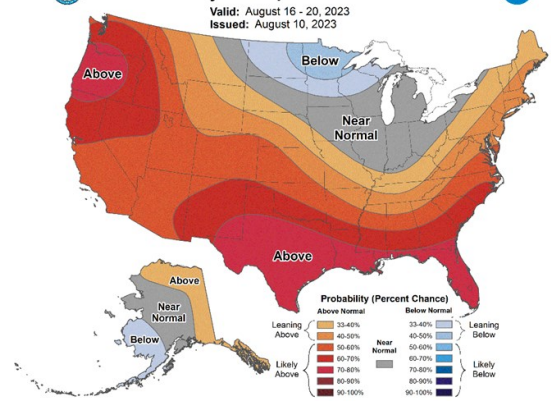 Valid: August 16 - 20, 2023
Issued: August 10, 2023
Above
Below
Near
Normal
Above
Above
Near
Normal
Below
Probability (Percent Chance)
Above Normal
Below Normal
Leaning
Above
33-40%
40-50%
Likely
Above
50-60%
60-70%
70-80%
80-90%
90-100%
Near
Normal
33-40%
40-50%
Leaning
Below
50-60%
60-70%
70-80%
80-90%
90-100%
Likely
Below